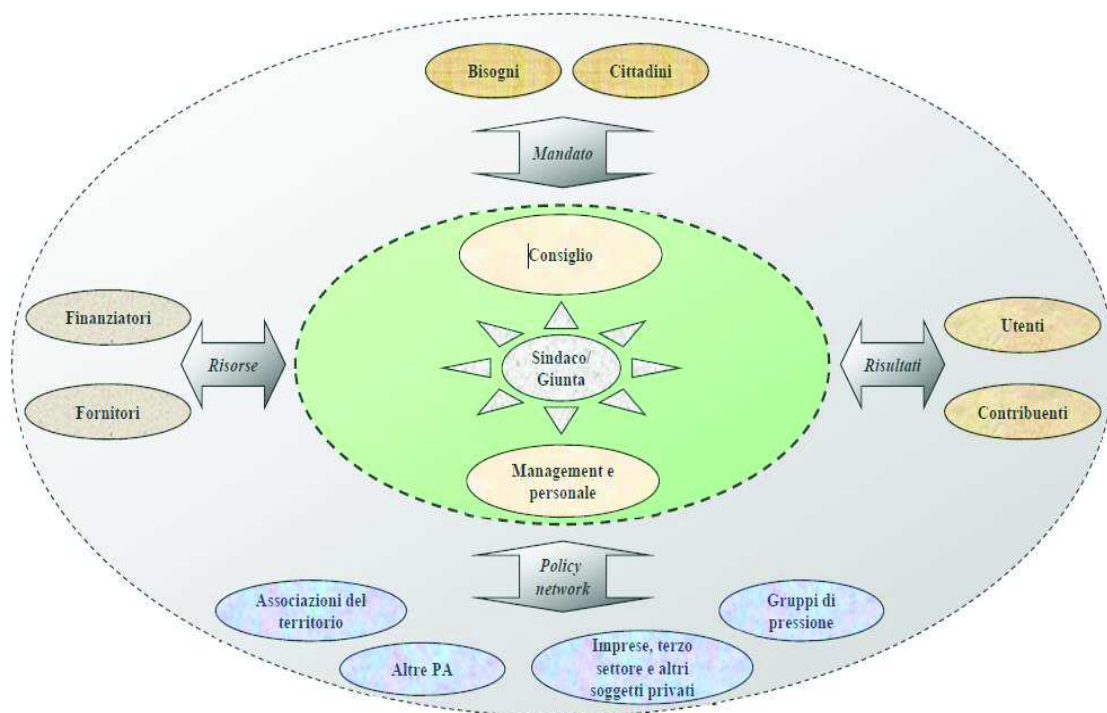 Bisogni
Cittadini
Mandato
Consiglio
Finanziatori
Risorse
Fornitori
Sindaco/
Giunta
Utenti
Risultati
Contribuenti
Management e
personale
Policy
network
Associazioni del
territorio
Altre PA
Imprese, terzo
settore e altri
soggetti privati
Gruppi di
pressione